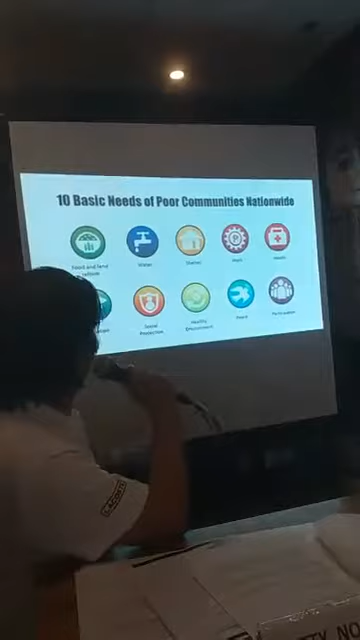 10 Basic Needs of Poor Communities Nationwide
Food and land
Water
Shelter
Work
Health
Social
Protection
Healthy
Environment
Peace
Participation
LACOSTE